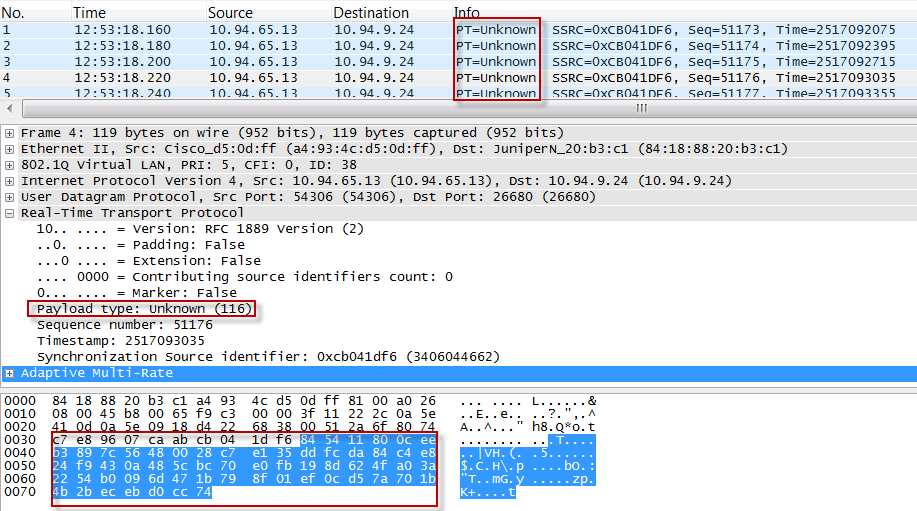 No. Time Source Destination Info
1 12:53:18.160 10.94.65.13 10.94.9.24 PT=Unknown SSRC=0xCB041DF6, Seq=51173, Time=2517092075
2 12:53:18.180 10.94.65.13 10.94.9.24 PT=Unknown SSRC=0xCB041DF6, Seq=51174, Time=2517092395
3 12:53:18.200 10.94.65.13 10.94.9.24 PT=Unknown SSRC=0xCB041DF6, Seq=51175, Time=2517092715
4 12:53:18.220 10.94.65.13 10.94.9.24 PT=Unknown SSRC=0xCB041DF6, Seq=51176, Time=2517093035
5 12:53:18.240 10.94.65.13 10.94.9.24 PT=Unknown SSRC=0xCB041DF6, Seq=51177, Time=2517093355
Frame 4: 119 bytes on wire (952 bits), 119 bytes captured (952 bits)
Ethernet II, Src: Cisco_d5:0d:ff (a4:93:4c:d5:0d:ff), Dst: JuniperN_20:b3:c1 (84:18:88:20:b3:c1)
802.1Q Virtual LAN, PRI: 5, CFI: 0, ID: 38
Internet Protocol Version 4, Src: 10.94.65.13 (10.94.65.13), Dst: 10.94.9.24 (10.94.9.24)
User Datagram Protocol, Src Port: 54306 (54306), Dst Port: 26680 (26680)
Real-Time Transport Protocol
10.. .... = Version: RFC 1889 Version (2)
..0. .... = Padding: False
...0 .... = Extension: False
.... 0000 = Contributing source identifiers count: 0
0... .... = Marker: False
Payload type: Unknown (116)
Sequence number: 51176
Timestamp: 2517093035
Synchronization Source identifier: 0xcb041df6 (3406044662)
Adaptive Multi-Rate
0000 84 18 88 20 b3 c1 a4 93 4c d5 0d ff 81 00 a0 26 ... .... L......&
0010 08 00 45 b8 00 65 f9 c3 00 00 3f 11 22 2c 0a 5e ..E..e.. ..?.",.^
0020 41 0d 0a 5e 09 18 d4 22 68 38 00 51 2a 6f 80 74 A..^..." h8.Q*o.t
0030 c7 e8 96 07 ca ab cb 04 1d f6 84 54 11 80 0c ee ........ ...T....
0040 b3 89 7c 56 48 00 28 c7 e1 35 dd fc da 84 c4 e8 ..|VH.(. .5......
0050 24 f9 43 0a 48 5c bc 70 e0 fb 19 8d 62 4f a0 3a $.C.H\.p ....bO.:
0060 22 54 b0 09 6d 47 1b 79 8f 01 ef 0c d5 7a 70 1b "T..mG.y .....zp.
0070 4b 2b ec eb d0 cc 74 K+....t